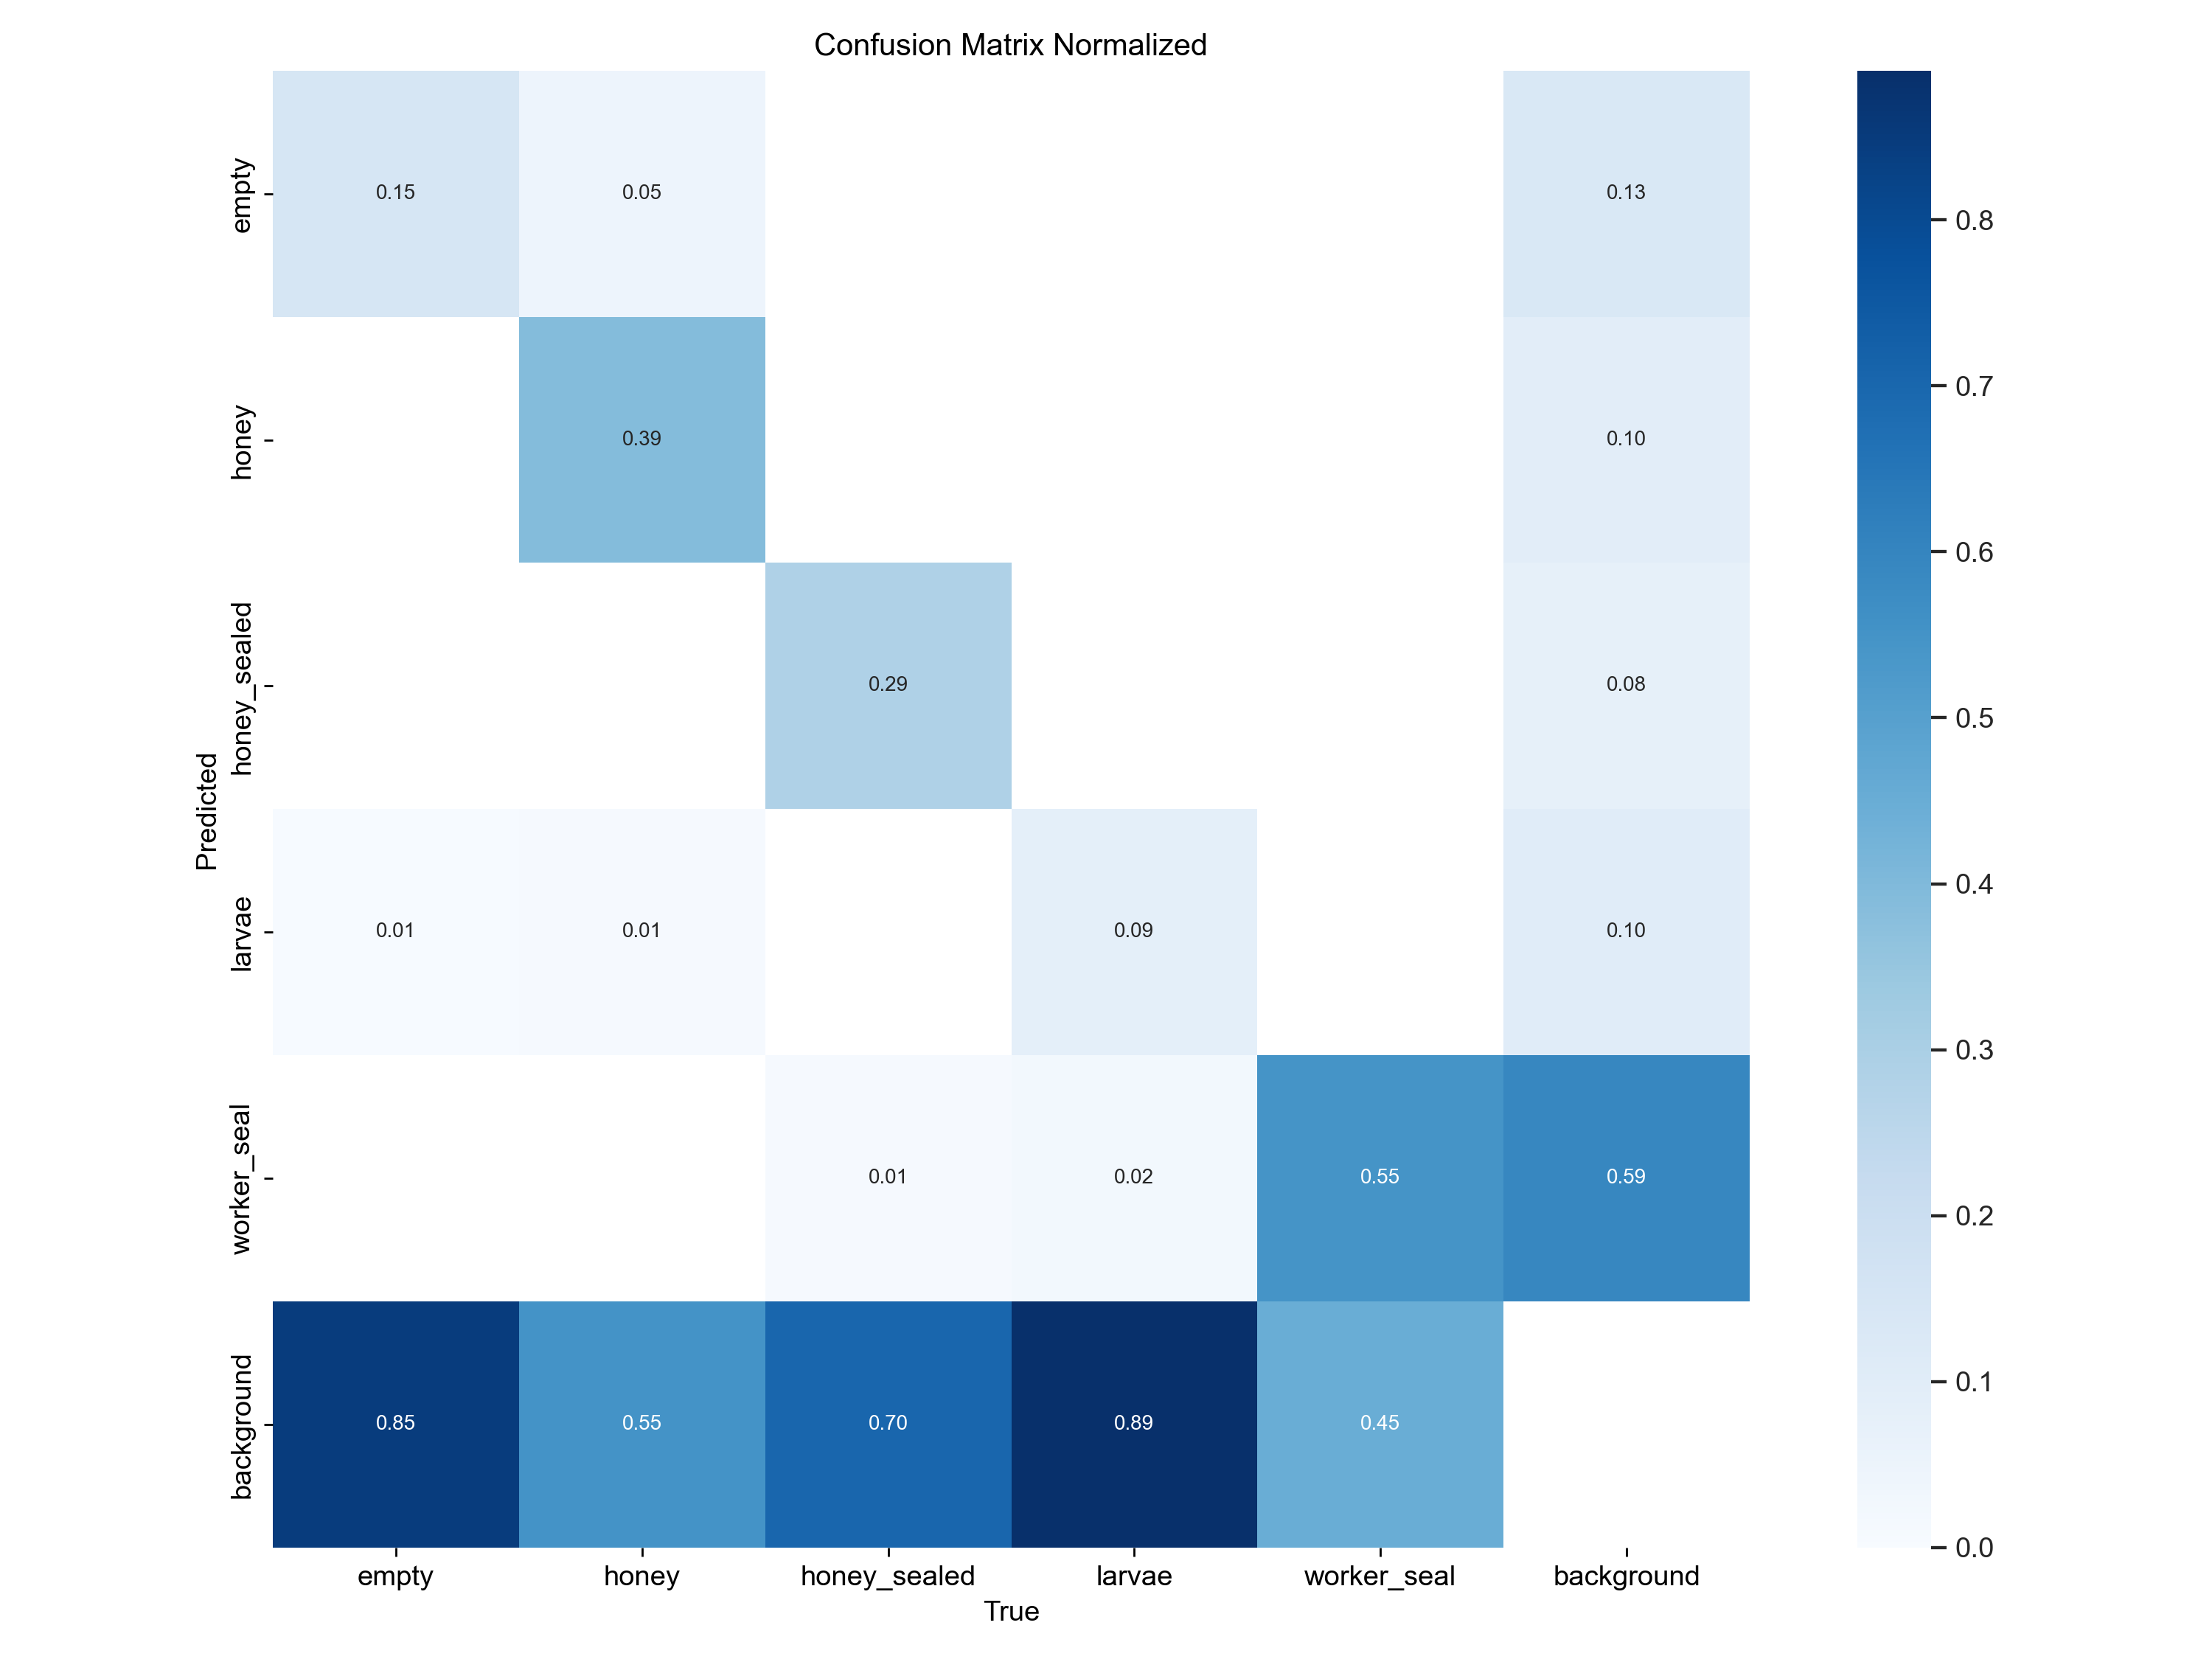 Confusion Matrix Normalized
empty
0.15
0.05
0.13
honey
0.39
0.10
honey_sealed
0.29
0.08
larvae
0.01
0.01
0.09
0.10
worker_seal
0.01
0.02
0.55
0.59
background
0.85
0.55
0.70
0.89
0.45
Predicted
empty
honey
honey_sealed
larvae
worker_seal
background
True
0.8
0.7
0.6
0.5
0.4
0.3
0.2
0.1
0.0